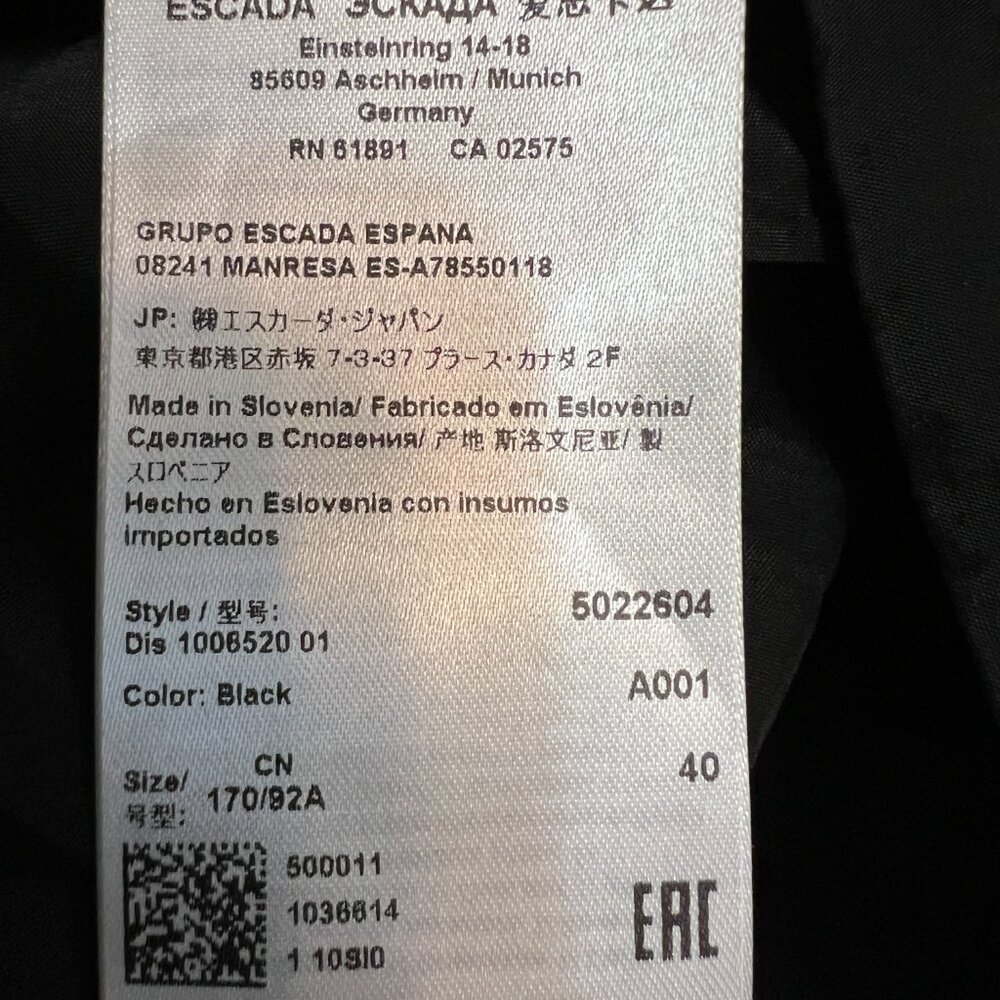 ESCADA ЭСКАДА 爱思卡达
Einsteinring 14-18
85609 Aschheim / Munich
Germany
RN 61891 CA 02575
GRUPO ESCADA ESPANA
08241 MANRESA ES-A78550118
JP: ㈱エスカーダ・ジャパン
東京都港区赤坂 7-3-37 プラース・カナダ 2F
Made in Slovenia/ Fabricado em Eslovênia/
Сделано в Словения/ 产地 斯洛文尼亚/ 製
スロベニア
Hecho en Eslovenia con insumos
importados
Style / 型号: 5022604
Dis 1006520 01
Color: Black A001
Size/ CN 40
号型: 170/92A
500011
1036614
1 10SI0
EAC